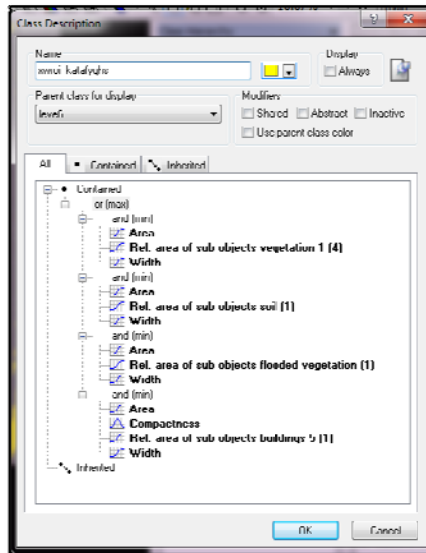 Class Description
Name
xwroi katafyghs
Display
Always
Parent class for display
level5
Modifiers
Shared Abstract Inactive
Use parent class color
All Contained Inherited
Contained
or (max)
and (min)
Area
Rel. area of sub objects vegetation 1 (4)
Width
and (min)
Area
Rel. area of sub objects soil (1)
Width
and (min)
Area
Rel. area of sub objects flooded vegetation (1)
Width
and (min)
Area
Compactness
Rel. area of sub objects buildings 5 (1)
Width
Inherited
OK Cancel